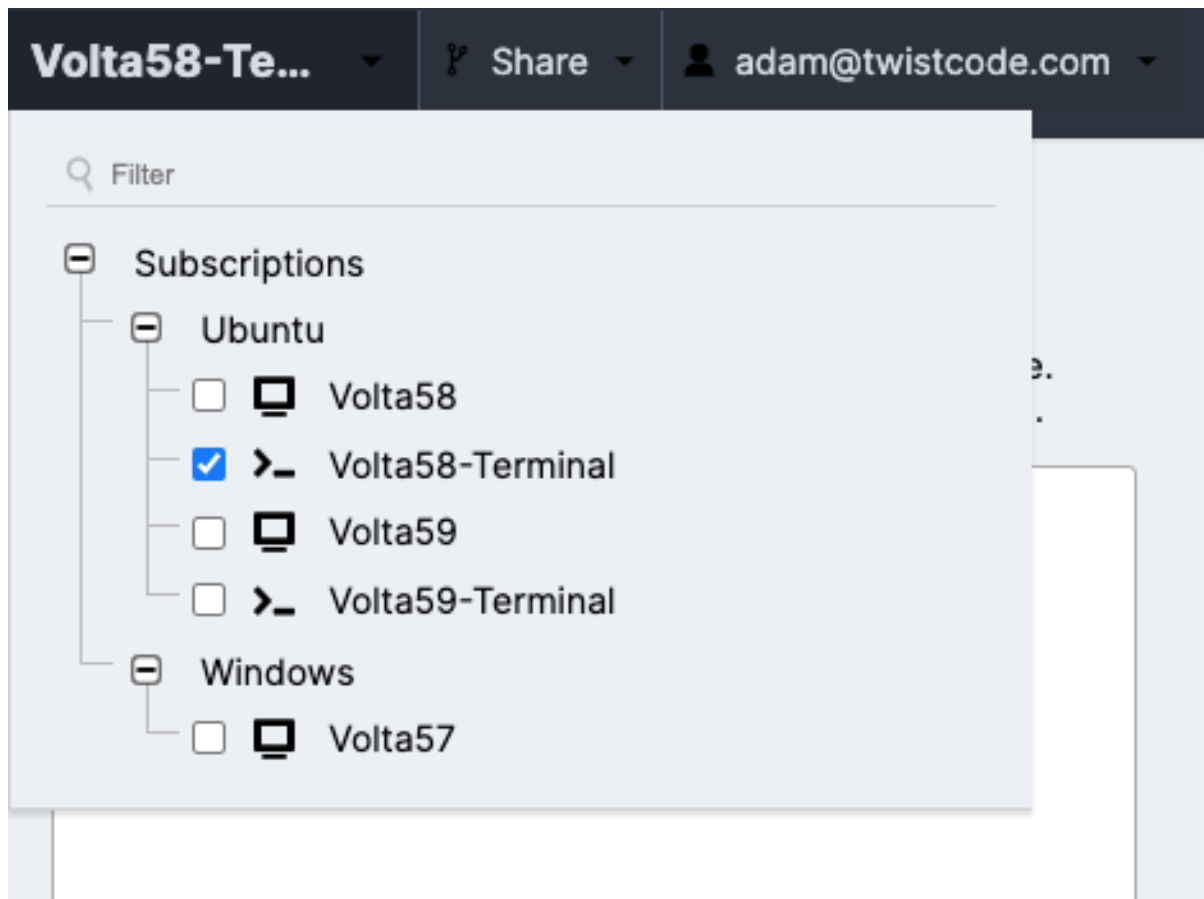 Volta58-Te... Share adam@twistcode.com
Filter
Subscriptions
Ubuntu
Volta58
e.
Volta58-Terminal
.
Volta59
Volta59-Terminal
Windows
Volta57